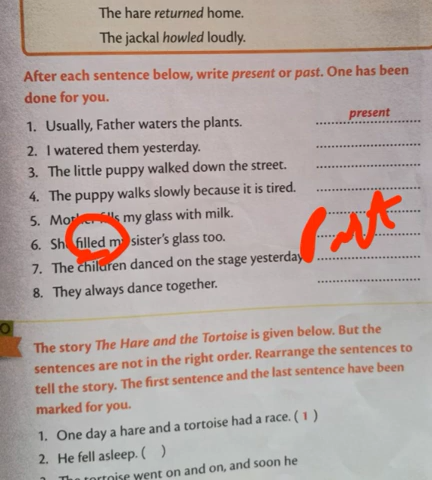 The hare returned home.
The jackal howled loudly.
After each sentence below, write present or past. One has been
done for you.
1. Usually, Father waters the plants. present
2. I watered them yesterday.
3. The little puppy walked down the street.
4. The puppy walks slowly because it is tired.
5. Mother fills my glass with milk.
6. She filled my sister's glass too.
7. The children danced on the stage yesterday
8. They always dance together.
The story The Hare and the Tortoise is given below. But the
sentences are not in the right order. Rearrange the sentences to
tell the story. The first sentence and the last sentence have been
marked for you.
1. One day a hare and a tortoise had a race. ( 1 )
2. He fell asleep. ( )
tortoise went on and on, and soon he